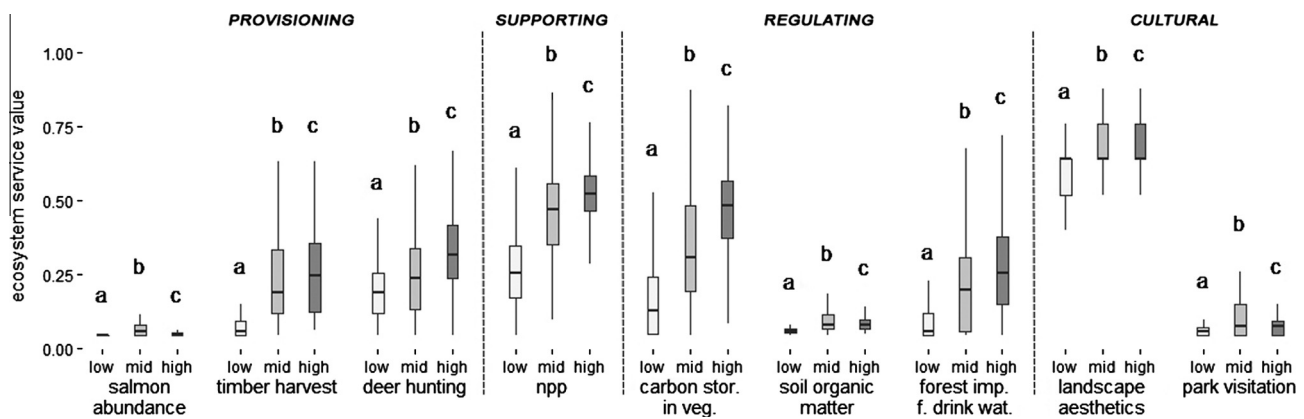 PROVISIONING SUPPORTING REGULATING CULTURAL
ecosystem service value
1.00
0.75
0.50
0.25
0.00
a b c
a b c
a b c
a b c
a b c
a b c
a b c
a b c
a b c
low mid high low mid high low mid high low mid high low mid high low mid high low mid high low mid high low mid high
salmon timber harvest deer hunting npp carbon stor. soil organic forest imp. landscape park visitation
abundance in veg. matter f. drink wat. aesthetics